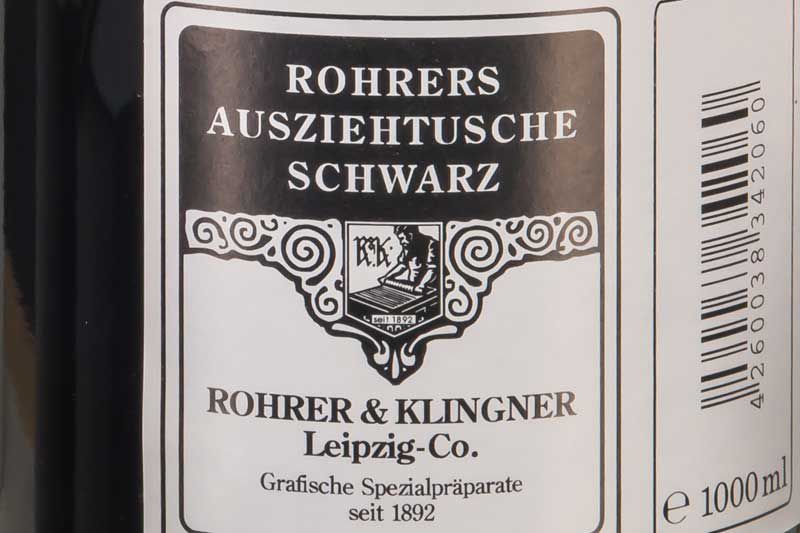 ROHRERS
AUSZIEHTUSCHE
SCHWARZ
R&K
seit 1892
ROHRER & KLINGNER
Leipzig-Co.
Grafische Spezialpräparate
seit 1892
4260038342060
e 1000 ml